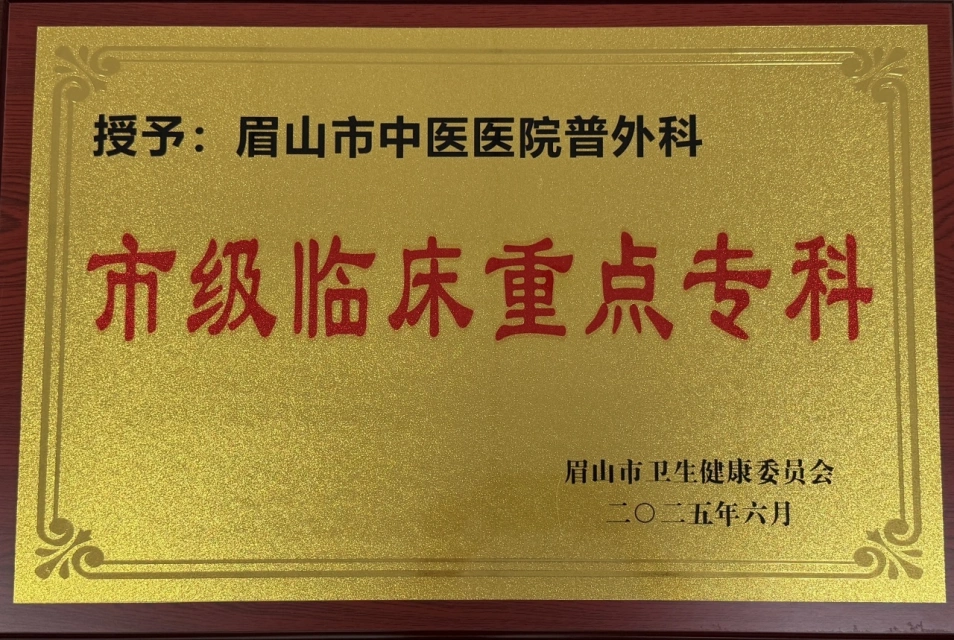 授予：眉山市中医医院普外科
市级临床重点专科
眉山市卫生健康委员会
二〇二五年六月